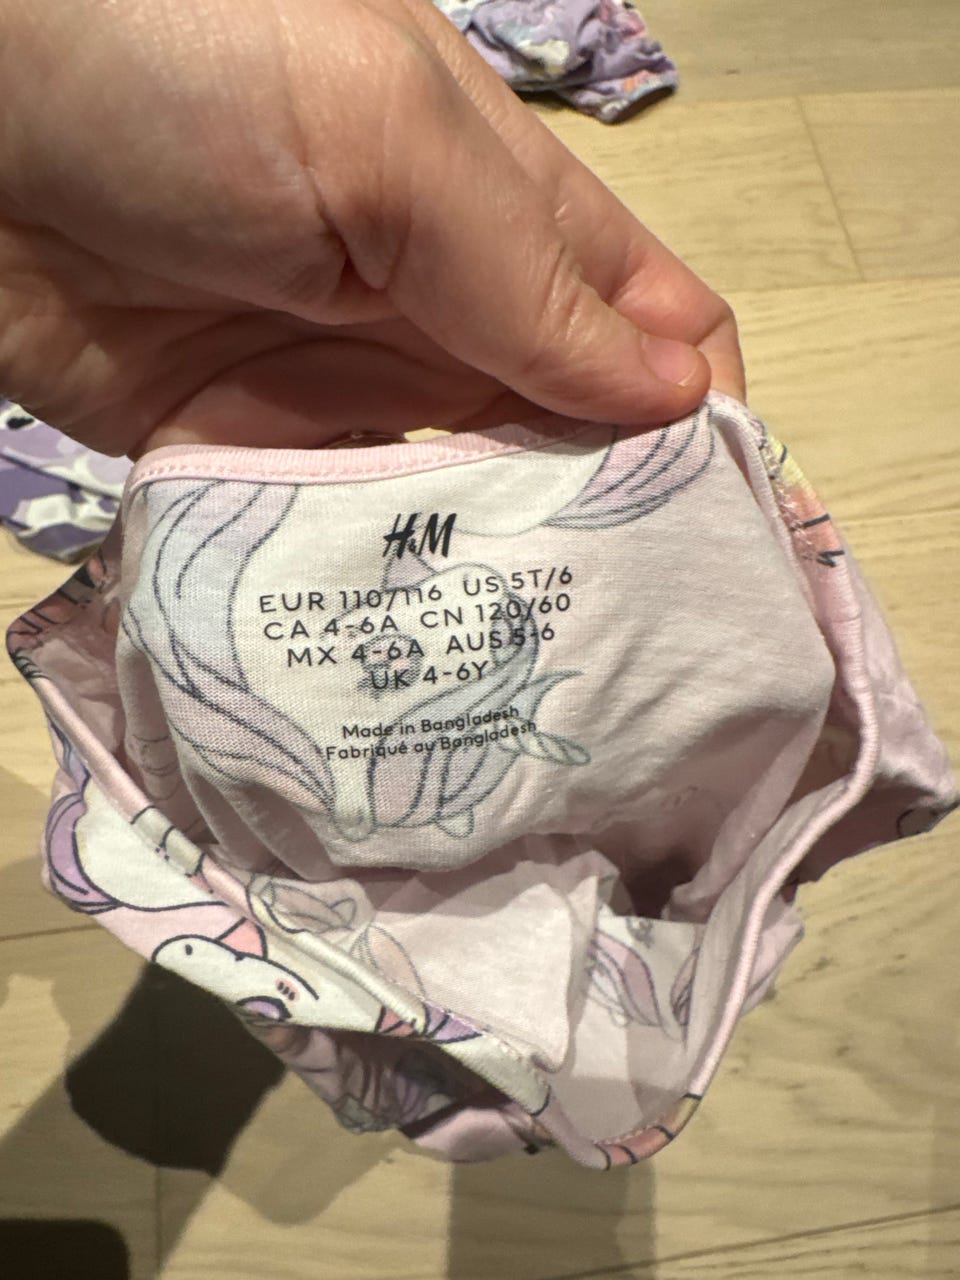 H&M
EUR 110/116 US 5T/6
CA 4-6A CN 120/60
MX 4-6A AUS 5-6
UK 4-6Y
Made in Bangladesh
Fabriqué au Bangladesh